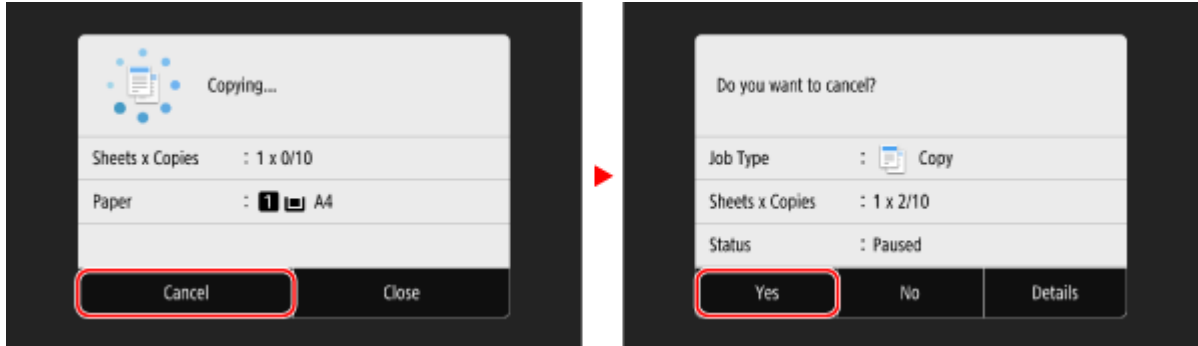 Copying...
Sheets x Copies : 1 x 0/10
Paper : 1 A4
Cancel Close
Do you want to cancel?
Job Type : Copy
Sheets x Copies : 1 x 2/10
Status : Paused
Yes No Details